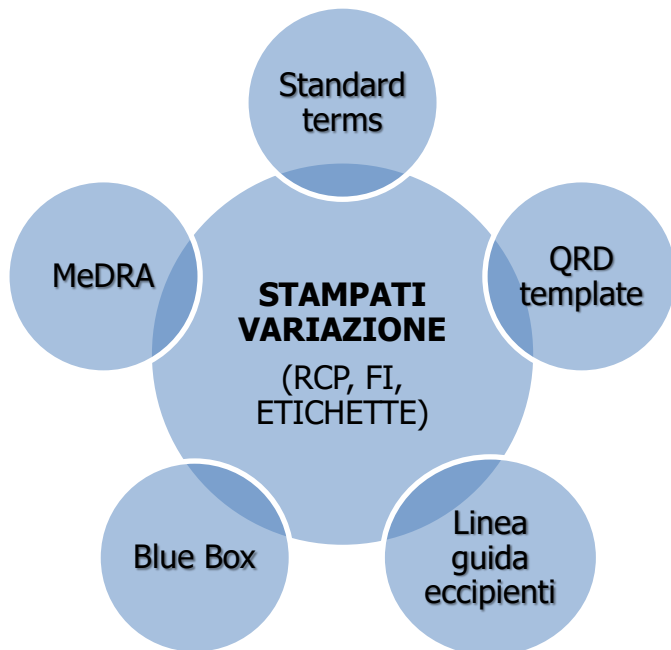 Standard
terms
MeDRA
QRD
template
STAMPATI
VARIAZIONE
(RCP, FI,
ETICHETTE)
Blue Box
Linea
guida
eccipienti